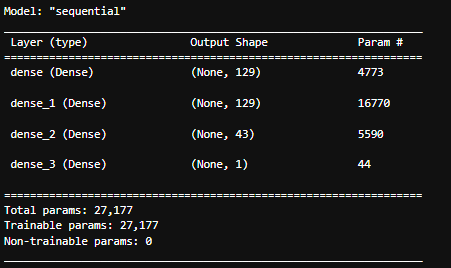 Model: "sequential"
Layer (type) Output Shape Param #
dense (Dense) (None, 129) 4773
dense_1 (Dense) (None, 129) 16770
dense_2 (Dense) (None, 43) 5590
dense_3 (Dense) (None, 1) 44
Total params: 27,177
Trainable params: 27,177
Non-trainable params: 0